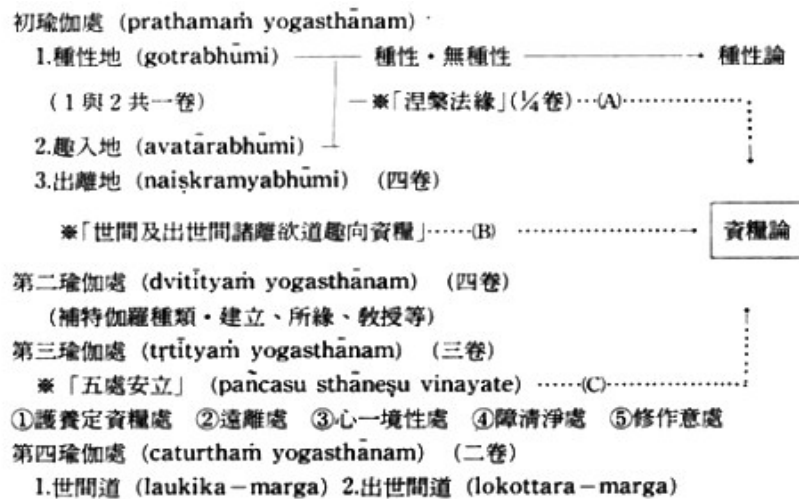 初瑜伽處 (prathamaṁ yogasthānam)
1.種性地 (gotrabhūmi) 種性・無種性 種性論
(1與2共一卷) ※「涅槃法緣」(¼卷)…(A)
2.趣入地 (avatārabhūmi)
3.出離地 (naiṣkramyabhūmi) (四卷)
※「世間及出世間諸離欲道趣向資糧」……(B) 資糧論
第二瑜伽處 (dvitītyaṁ yogasthānam) (四卷)
(補特伽羅種類・建立、所緣、教授等)
第三瑜伽處 (tṛtītyaṁ yogasthānam) (三卷)
※「五處安立」 (pan̄casu sthāneṣu vinayate) ……(C)
①護養定資糧處 ②遠離處 ③心一境性處 ④障清淨處 ⑤修作意處
第四瑜伽處 (caturthaṁ yogasthānam) (二卷)
1.世間道 (laukika－marga) 2.出世間道 (lokottara－marga)